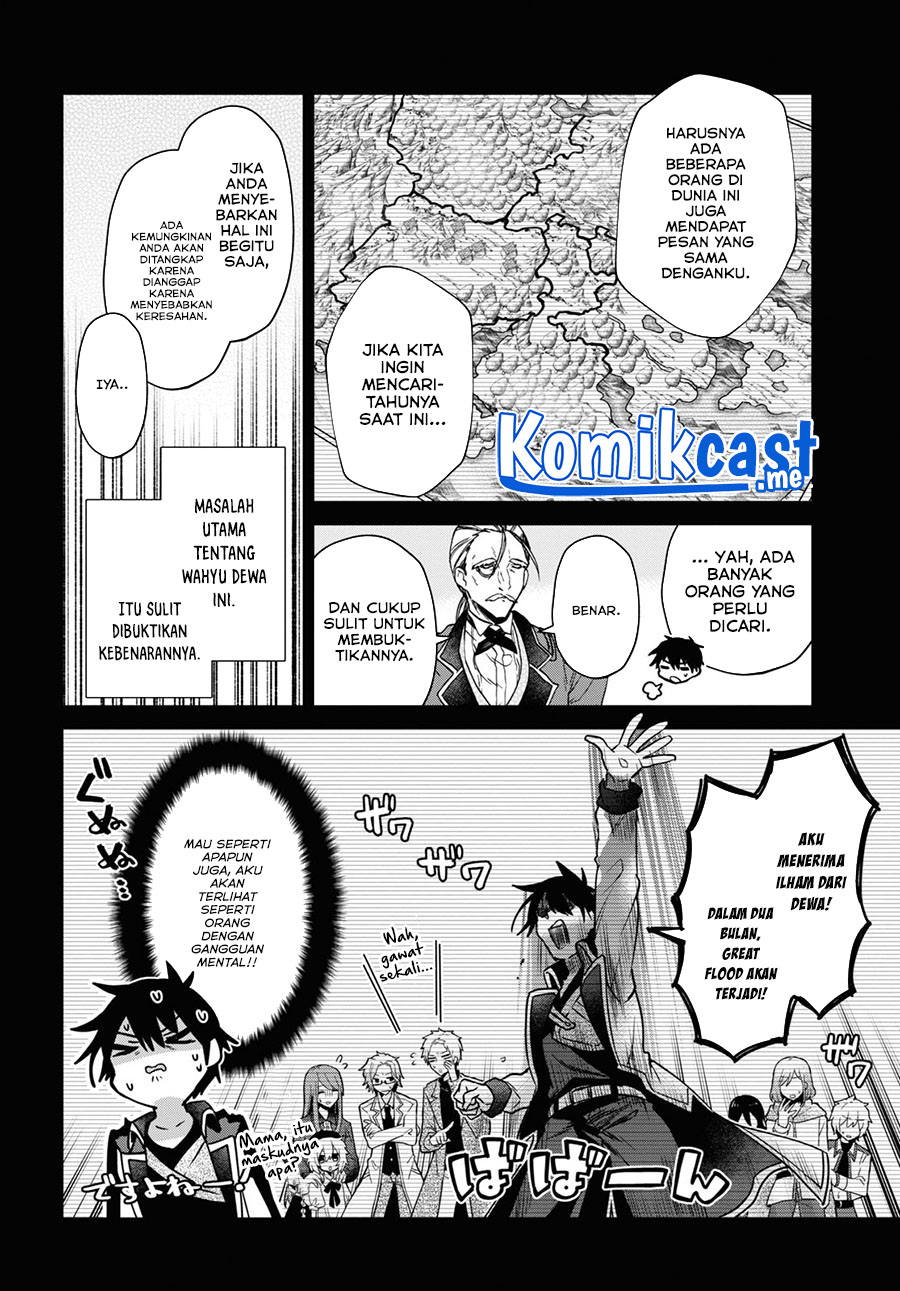 HARUSNYA
ADA
BEBERAPA
ORANG DI
DUNIA INI
JUGA
MENDAPAT
PESAN YANG
SAMA
DENGANKU.
JIKA KITA
INGIN
MENCARI-
TAHUNYA
SAAT INI...
Komikcast
.me
JIKA
ANDA
MENYE-
BARKAN
HAL INI
BEGITU
SAJA,
ADA
KEMUNGKINAN
ANDA AKAN
DITANGKAP
KARENA
DIANGGAP
KARENA
MENYEBABKAN
KERESAHAN.
IYA..
MASALAH
UTAMA
TENTANG
WAHYU DEWA
INI.
ITU SULIT
DIBUKTIKAN
KEBENARANNYA.
... YAH, ADA
BANYAK
ORANG YANG
PERLU
DICARI.
BENAR.
DAN CUKUP
SULIT UNTUK
MEMBUK-
TIKANNYA.
AKU
MENERIMA
ILHAM DARI
DEWA!
DALAM DUA
BULAN,
GREAT
FLOOD AKAN
TERJADI!
ザワ
ザワ
ザワ
Wah,
gawat
sekali...
ばばーん
MAU SEPERTI
APAPUN
JUGA, AKU
AKAN
TERLIHAT
SEPERTI
ORANG
DENGAN
GANGGUAN
MENTAL!!
ぐぬぬ…
Mama, itu
maskudnya
apa?
ですよねー